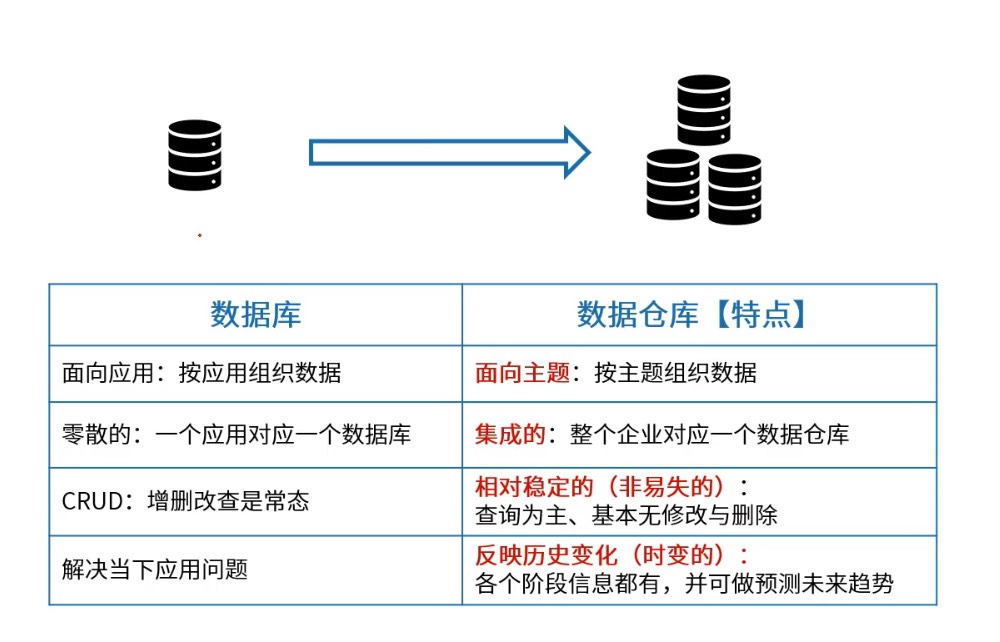 数据库
数据仓库【特点】
面向应用：按应用组织数据
面向主题：按主题组织数据
零散的：一个应用对应一个数据库
集成的：整个企业对应一个数据仓库
CRUD：增删改查是常态
相对稳定的（非易失的）：
查询为主、基本无修改与删除
解决当下应用问题
反映历史变化（时变的）：
各个阶段信息都有，并可做预测未来趋势